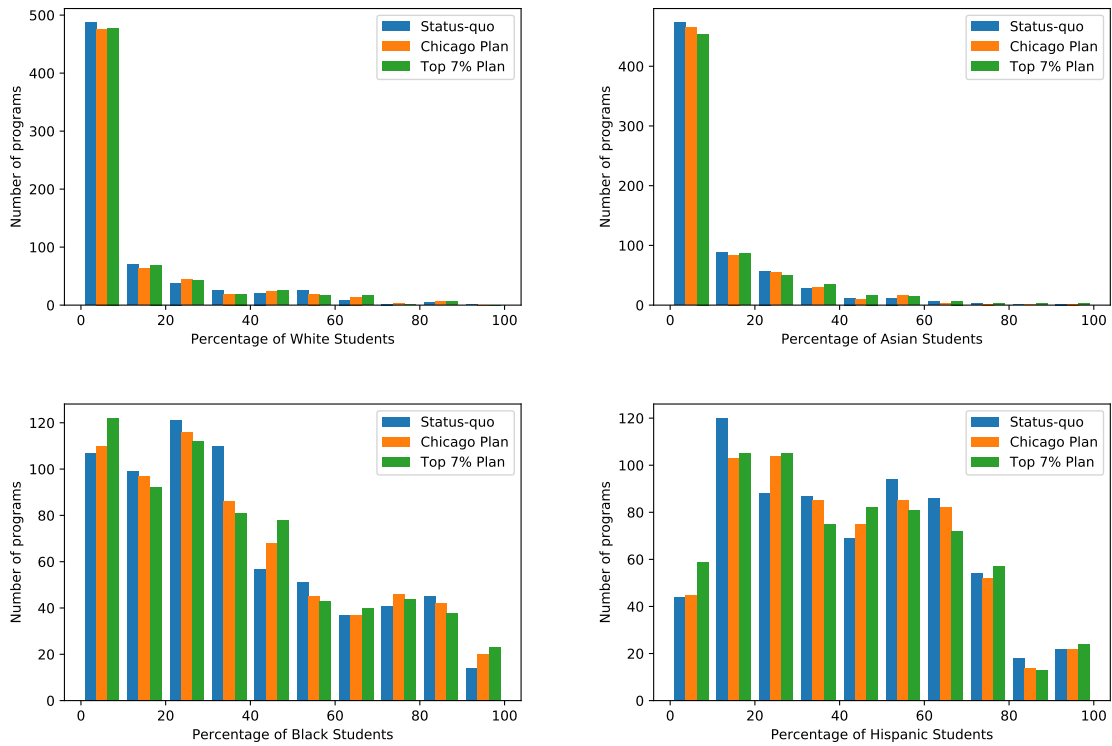 500
400
300
200
100
0
Number of programs
Status-quo
Chicago Plan
Top 7% Plan
0 20 40 60 80 100
Percentage of White Students
400
300
200
100
0
Number of programs
Status-quo
Chicago Plan
Top 7% Plan
0 20 40 60 80 100
Percentage of Asian Students
120
100
80
60
40
20
0
Number of programs
Status-quo
Chicago Plan
Top 7% Plan
0 20 40 60 80 100
Percentage of Black Students
120
100
80
60
40
20
0
Number of programs
Status-quo
Chicago Plan
Top 7% Plan
0 20 40 60 80 100
Percentage of Hispanic Students